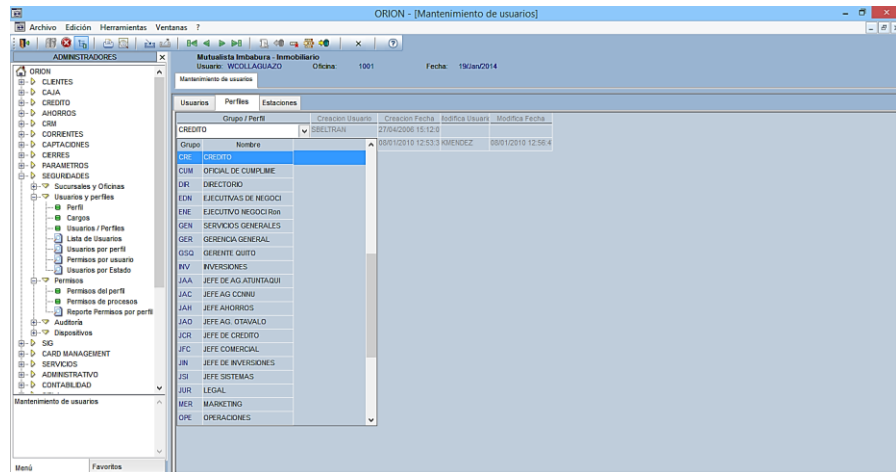 ORION - [Mantenimiento de usuarios]
Archivo Edición Herramientas Ventanas ?
ADMINISTRADORES
Mutualista Imbabura - Inmobiliario
Usuario: WCOLLAGUAZO Oficina: 1001 Fecha: 19/Jan/2014
Mantenimiento de usuarios
ORION
CLIENTES
CAJA
CREDITO
AHORROS
CRM
CORRIENTES
CAPTACIONES
CIERRES
PARAMETROS
SEGURIDADES
Sucursales y Oficinas
Usuarios y perfiles
Perfil
Cargos
Usuarios / Perfiles
Lista de Usuarios
Usuarios por perfil
Permisos por usuario
Usuarios por Estado
Permisos
Permisos del perfil
Permisos de procesos
Reporte Permisos por perfil
Auditoría
Dispositivos
SIG
CARD MANAGEMENT
SERVICIOS
ADMINISTRATIVO
CONTABILIDAD
Mantenimiento de usuarios
Menú Favoritos
Usuarios Perfiles Estaciones
Grupo / Perfil Creacion Usuario Creacion Fecha Modifica Usuari Modifica Fecha
CREDITO SBELTRAN 27/04/2006 15:12:0
08/01/2010 12:53:3 KMENDEZ 08/01/2010 12:56:4
Grupo Nombre
CRE CREDITO
CUM OFICIAL DE CUMPLIME
DIR DIRECTORIO
EDN EJECUTIVAS DE NEGOCI
ENE EJECUTIVO NEGOCI Ron
GEN SERVICIOS GENERALES
GER GERENCIA GENERAL
GSQ GERENTE QUITO
INV INVERSIONES
JAA JEFE DE AG.ATUNTAQUI
JAC JEFE AG CCNNU
JAH JEFE AHORROS
JAO JEFE AG. OTAVALO
JCR JEFE DE CREDITO
JFC JEFE COMERCIAL
JIN JEFE DE INVERSIONES
JSI JEFE SISTEMAS
JUR LEGAL
MER MARKETING
OPE OPERACIONES